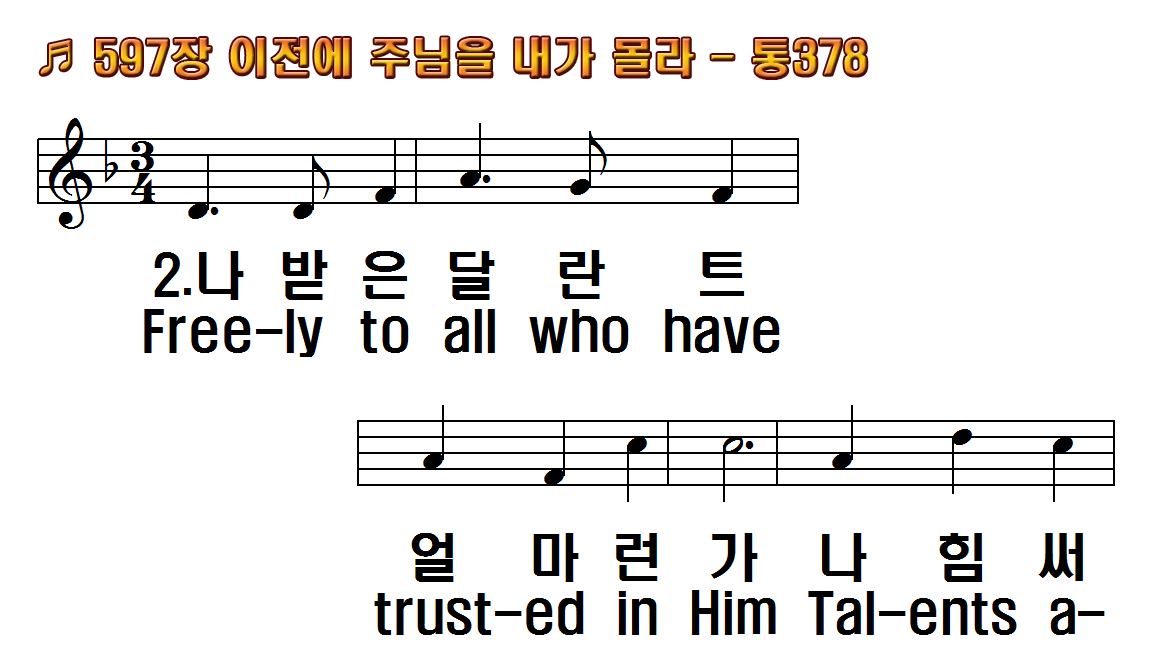 ♬ 597장 이전에 주님을 내가 몰라 - 통378
3
4
2.나 받 은 달 란 트
Free-ly to all who have
얼 마 런 가 나 힘 써
trust-ed in Him Tal-ents a-